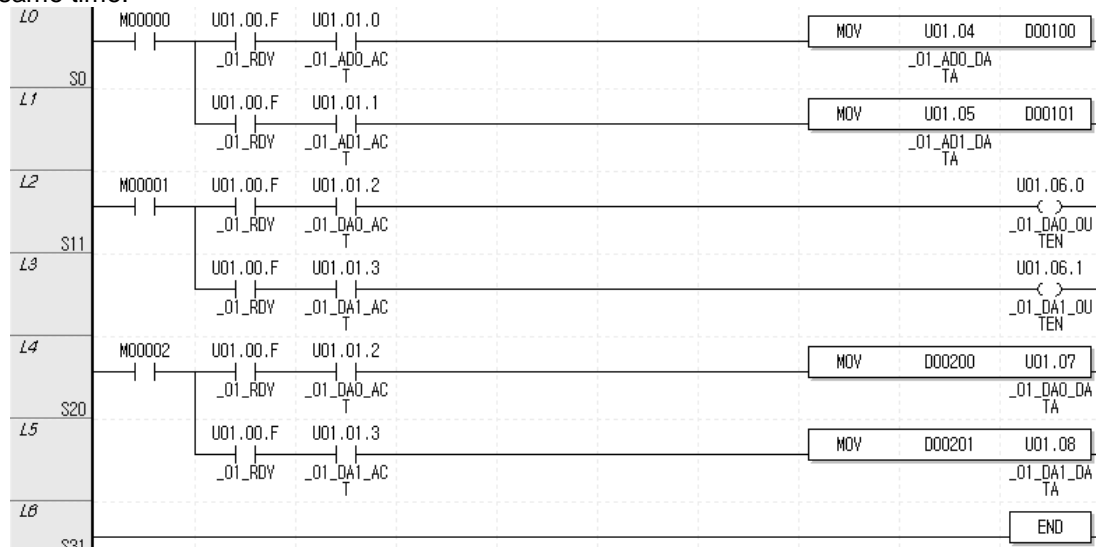 same time.
L0 M00000 U01.00.F U01.01.0 MOV U01.04 D00100
_01_RDY _01_AD0_AC _01_AD0_DA
T TA
S0
L1 U01.00.F U01.01.1 MOV U01.05 D00101
_01_RDY _01_AD1_AC _01_AD1_DA
T TA
L2 M00001 U01.00.F U01.01.2 U01.06.0
_01_RDY _01_DA0_AC _01_DA0_OU
T TEN
S11
L3 U01.00.F U01.01.3 U01.06.1
_01_RDY _01_DA1_AC _01_DA1_OU
T TEN
L4 M00002 U01.00.F U01.01.2 MOV D00200 U01.07
_01_RDY _01_DA0_AC _01_DA0_DA
T TA
S20
L5 U01.00.F U01.01.3 MOV D00201 U01.08
_01_RDY _01_DA1_AC _01_DA1_DA
T TA
L6 END
S31